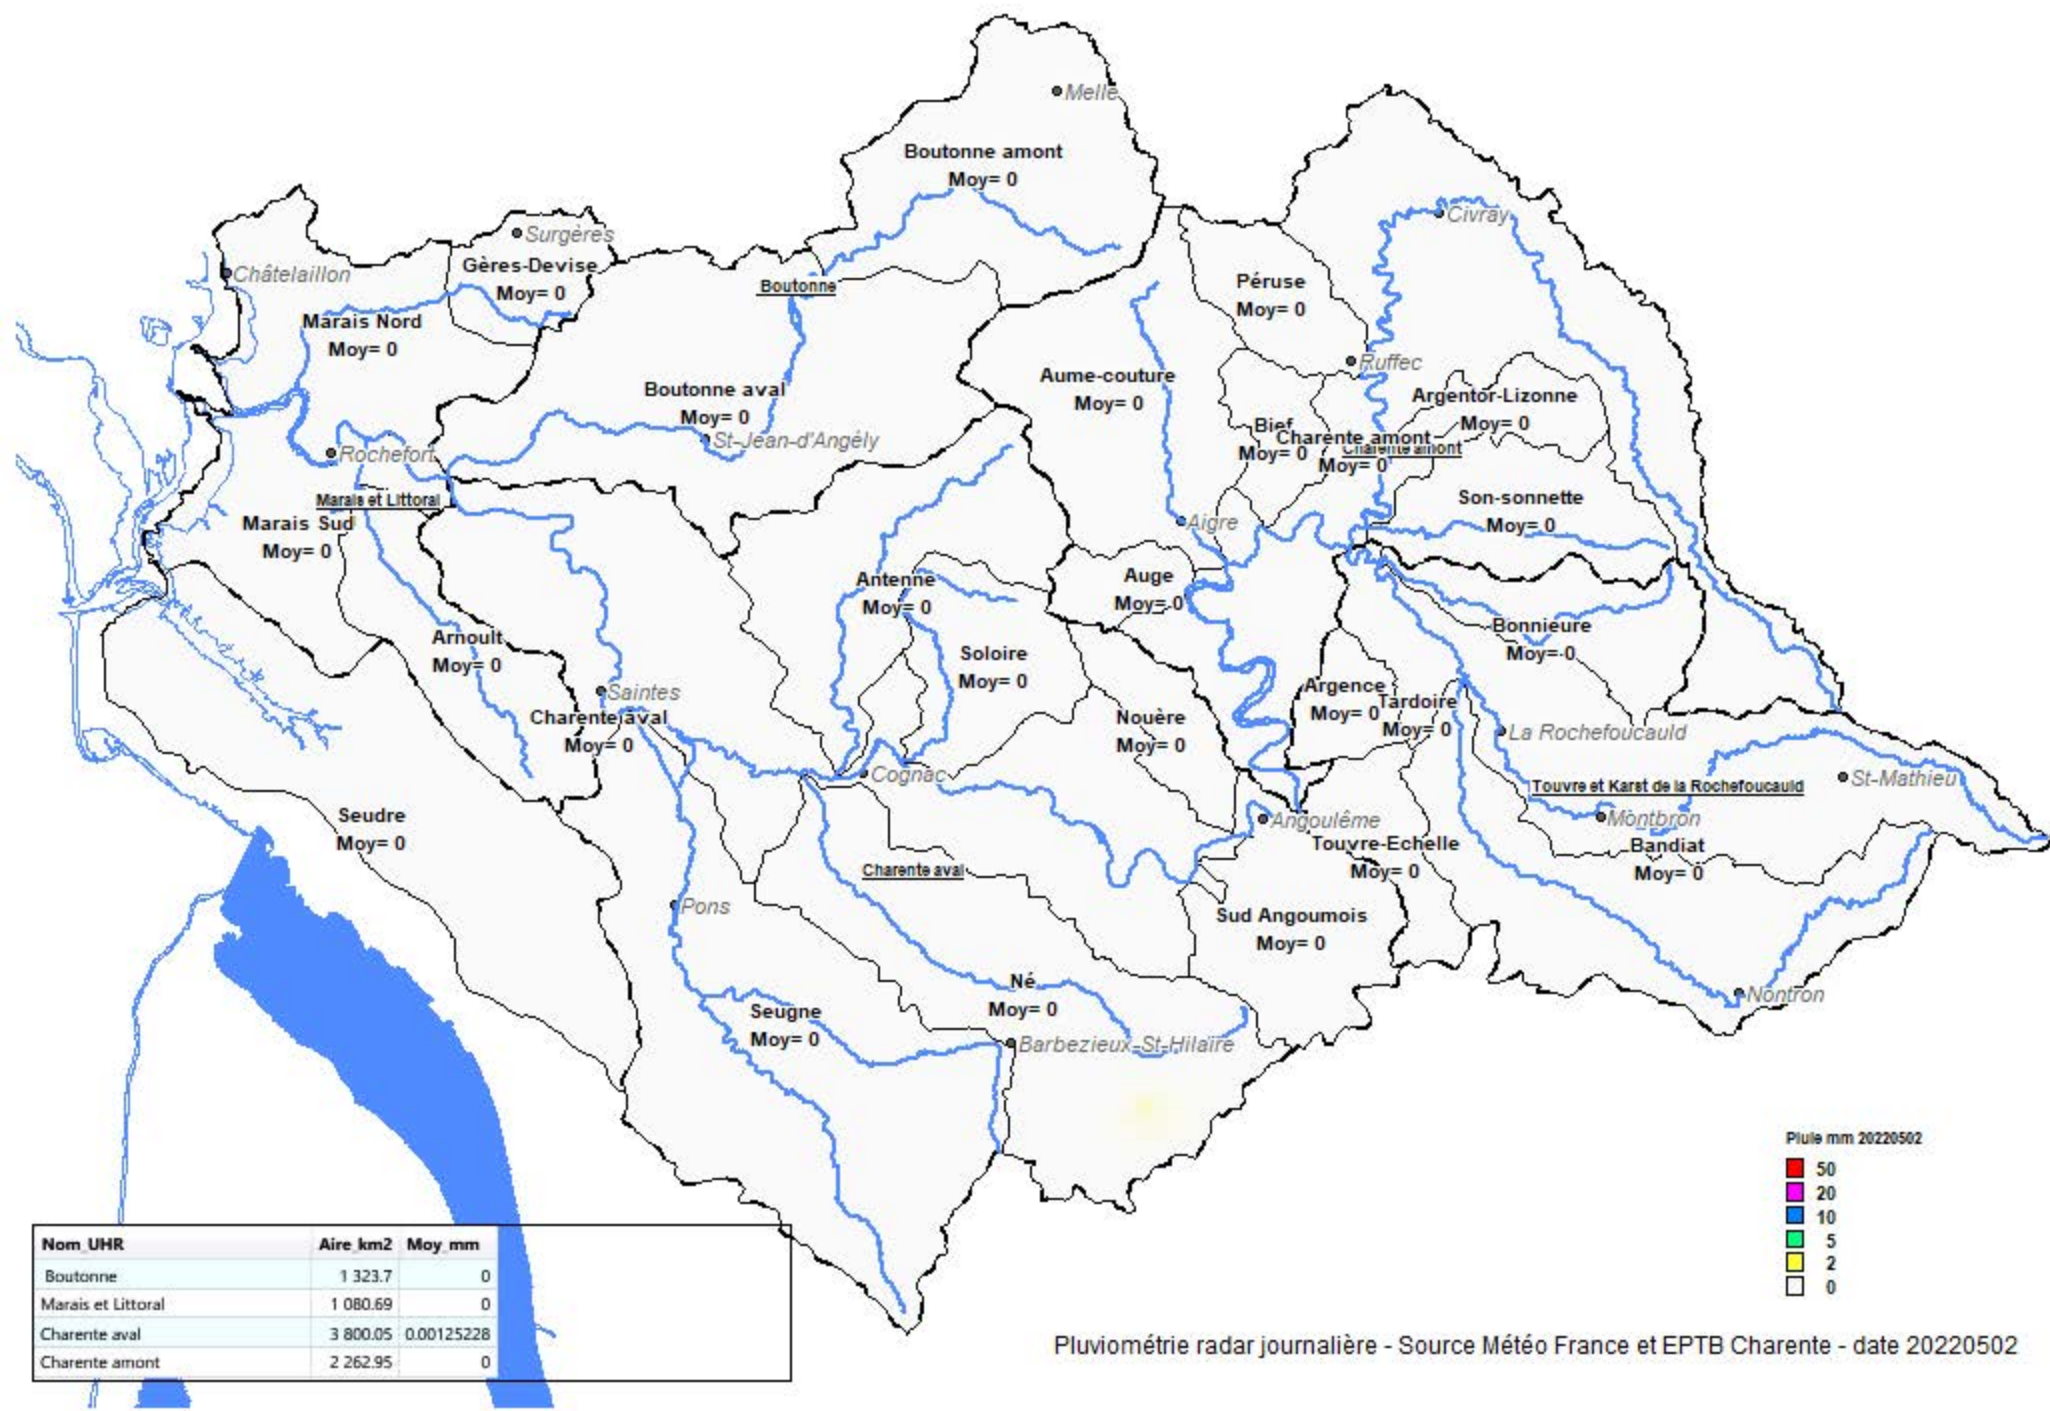 Melle
Boutonne amont
Moy= 0
Civray
Surgères
Châtelaillon
Gères-Devise
Moy= 0
Boutonne
Péruse
Moy= 0
Marais Nord
Moy= 0
Ruffec
Aume-couture
Moy= 0
Boutonne aval
Moy= 0
Argentor-Lizonne
Moy= 0
St-Jean-d'Angély
Bief
Moy= 0
Charente amont
Moy= 0
Charente amont
Rochefort
Marais et Littoral
Son-sonnette
Moy= 0
Marais Sud
Moy= 0
Aigre
Antenne
Moy= 0
Auge
Moy= 0
Bonnieure
Moy= 0
Arnoult
Moy= 0
Soloire
Moy= 0
Saintes
Argence
Moy= 0
Tardoire
Moy= 0
Charente aval
Moy= 0
Nouère
Moy= 0
La Rochefoucauld
Cognac
Touvre et Karst de la Rochefoucauld
St-Mathieu
Seudre
Moy= 0
Angoulême
Montbron
Touvre-Echelle
Moy= 0
Bandiat
Moy= 0
Charente aval
Pons
Sud Angoumois
Moy= 0
Né
Moy= 0
Nontron
Seugne
Moy= 0
Barbezieux-St-Hilaire
Pluie mm 20220502
50
20
10
5
2
0
Nom_UHR Aire_km2 Moy_mm
Boutonne 1 323.7 0
Marais et Littoral 1 080.69 0
Charente aval 3 800.05 0.00125228
Charente amont 2 262.95 0
Pluviométrie radar journalière - Source Météo France et EPTB Charente - date 20220502